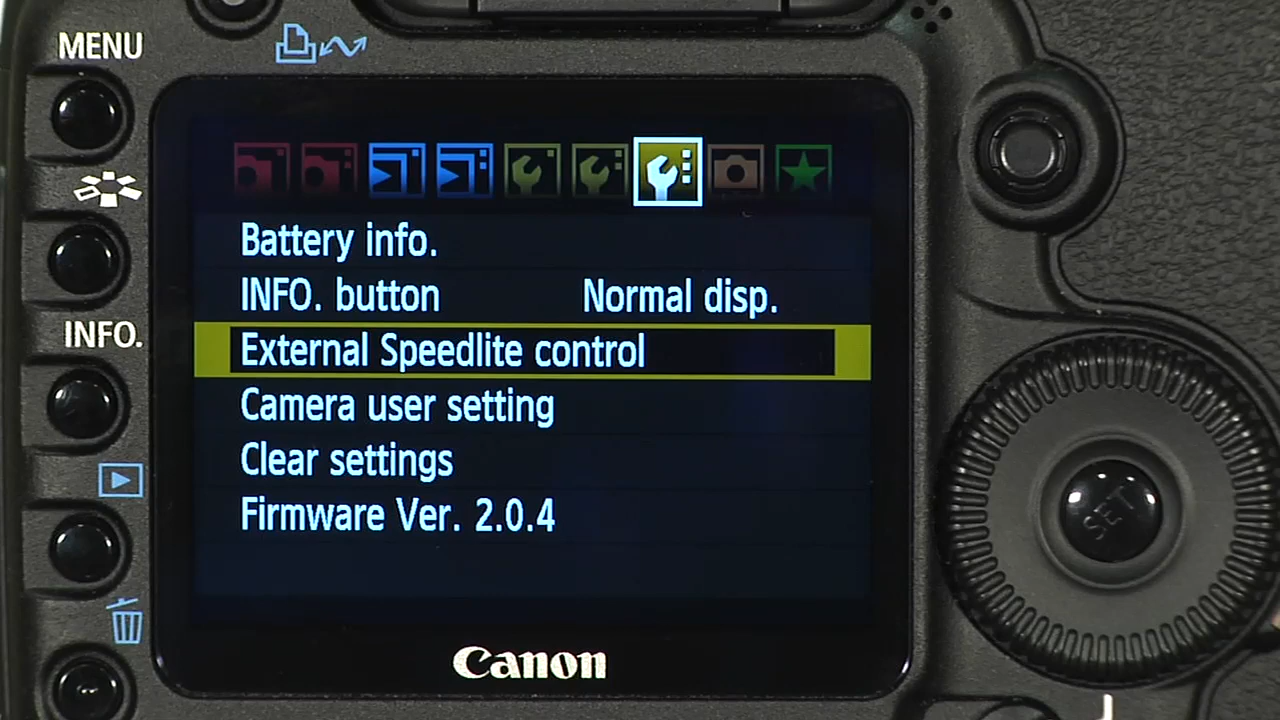 MENU
Battery info.
INFO. button Normal disp.
INFO.
External Speedlite control
Camera user setting
Clear settings
Firmware Ver. 2.0.4
SET
Canon